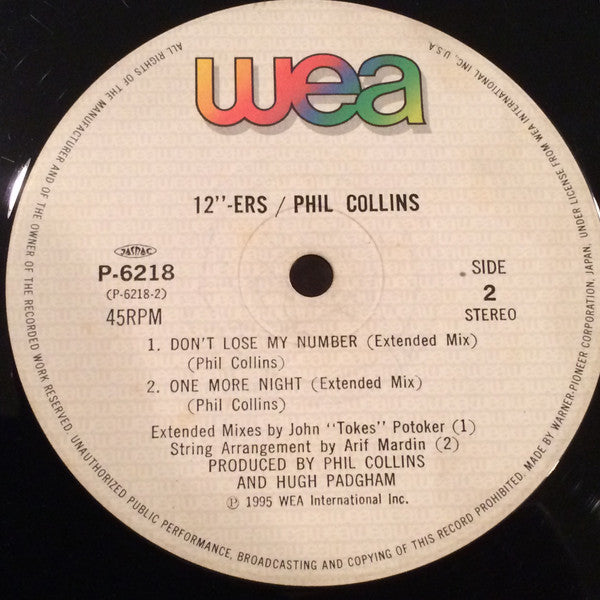 wea
12"-ERS / PHIL COLLINS
JASRAC
P-6218
(P-6218-2)
45RPM
SIDE
2
STEREO
1. DON'T LOSE MY NUMBER (Extended Mix)
(Phil Collins)
2. ONE MORE NIGHT (Extended Mix)
(Phil Collins)
Extended Mixes by John "Tokes" Potoker (1)
String Arrangement by Arif Mardin (2)
PRODUCED BY PHIL COLLINS
AND HUGH PADGHAM
Ⓟ 1995 WEA International Inc.
ALL RIGHTS OF THE MANUFACTURER AND OF THE OWNER OF THE RECORDED WORK RESERVED. UNAUTHORIZED PUBLIC PERFORMANCE, BROADCASTING AND COPYING OF THIS RECORD PROHIBITED. MADE BY WARNER-PIONEER CORPORATION, JAPAN, UNDER LICENSE FROM WEA INTERNATIONAL INC., U.S.A